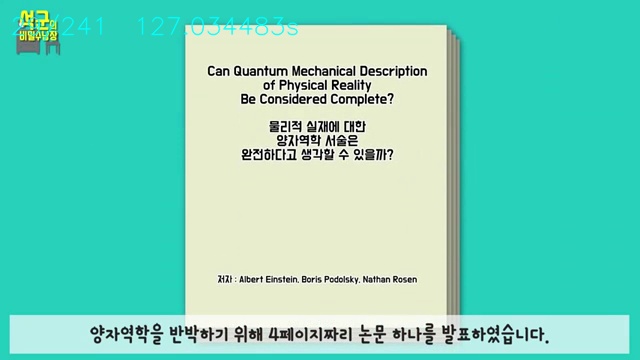 석군의
비밀수납장
/241 127.034483s
Can Quantum Mechanical Description
of Physical Reality
Be Considered Complete?
물리적 실재에 대한
양자역학 서술은
완전하다고 생각할 수 있을까?
저자 : Albert Einstein, Boris Podolsky, Nathan Rosen
양자역학을 반박하기 위해 4페이지짜리 논문 하나를 발표하였습니다.